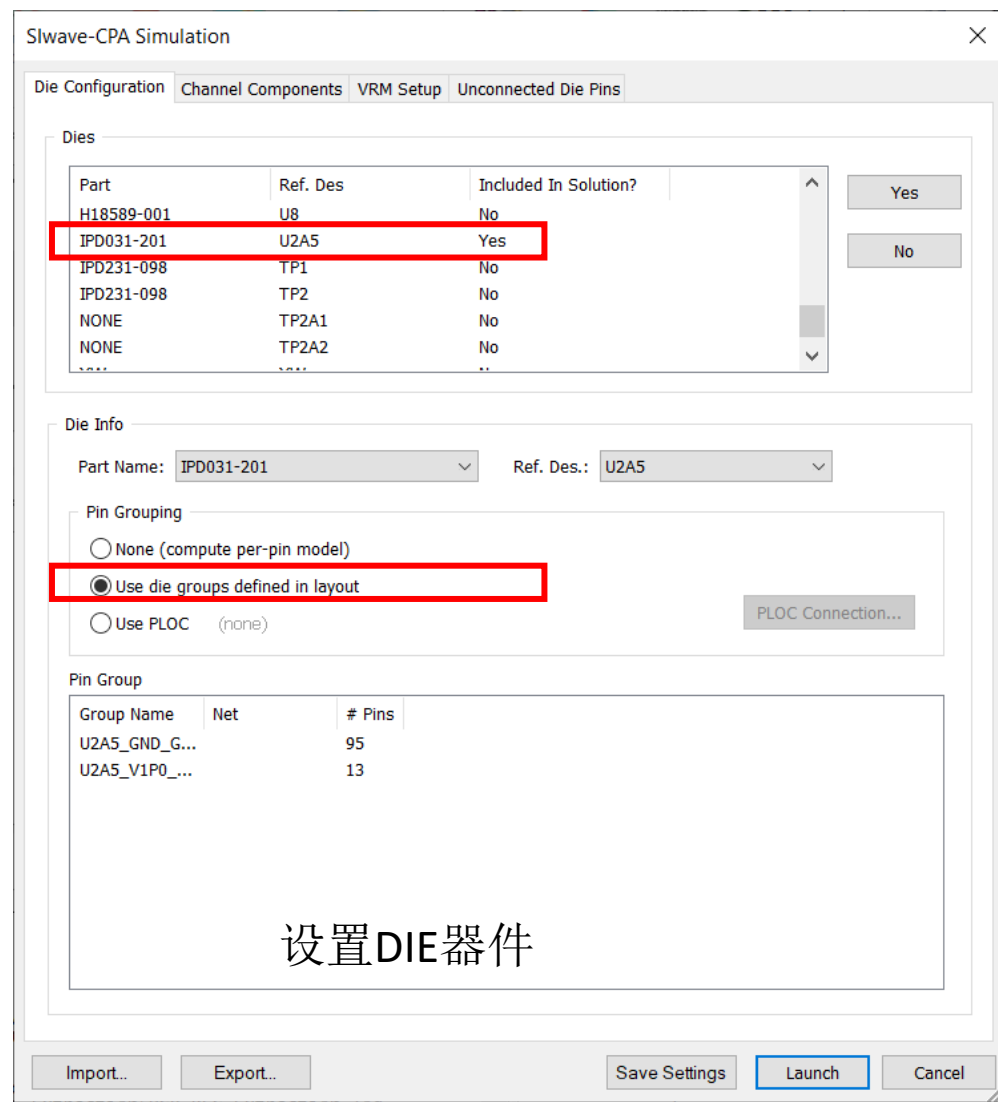 SIwave-CPA Simulation
Die Configuration Channel Components VRM Setup Unconnected Die Pins
Dies
Part Ref. Des Included In Solution?
H18589-001 U8 No
IPD031-201 U2A5 Yes
IPD231-098 TP1 No
IPD231-098 TP2 No
NONE TP2A1 No
NONE TP2A2 No
Yes
No
Die Info
Part Name: IPD031-201 Ref. Des.: U2A5
Pin Grouping
None (compute per-pin model)
Use die groups defined in layout
Use PLOC (none)
PLOC Connection...
Pin Group
Group Name Net # Pins
U2A5_GND_G... 95
U2A5_V1P0_... 13
设置DIE器件
Import... Export... Save Settings Launch Cancel